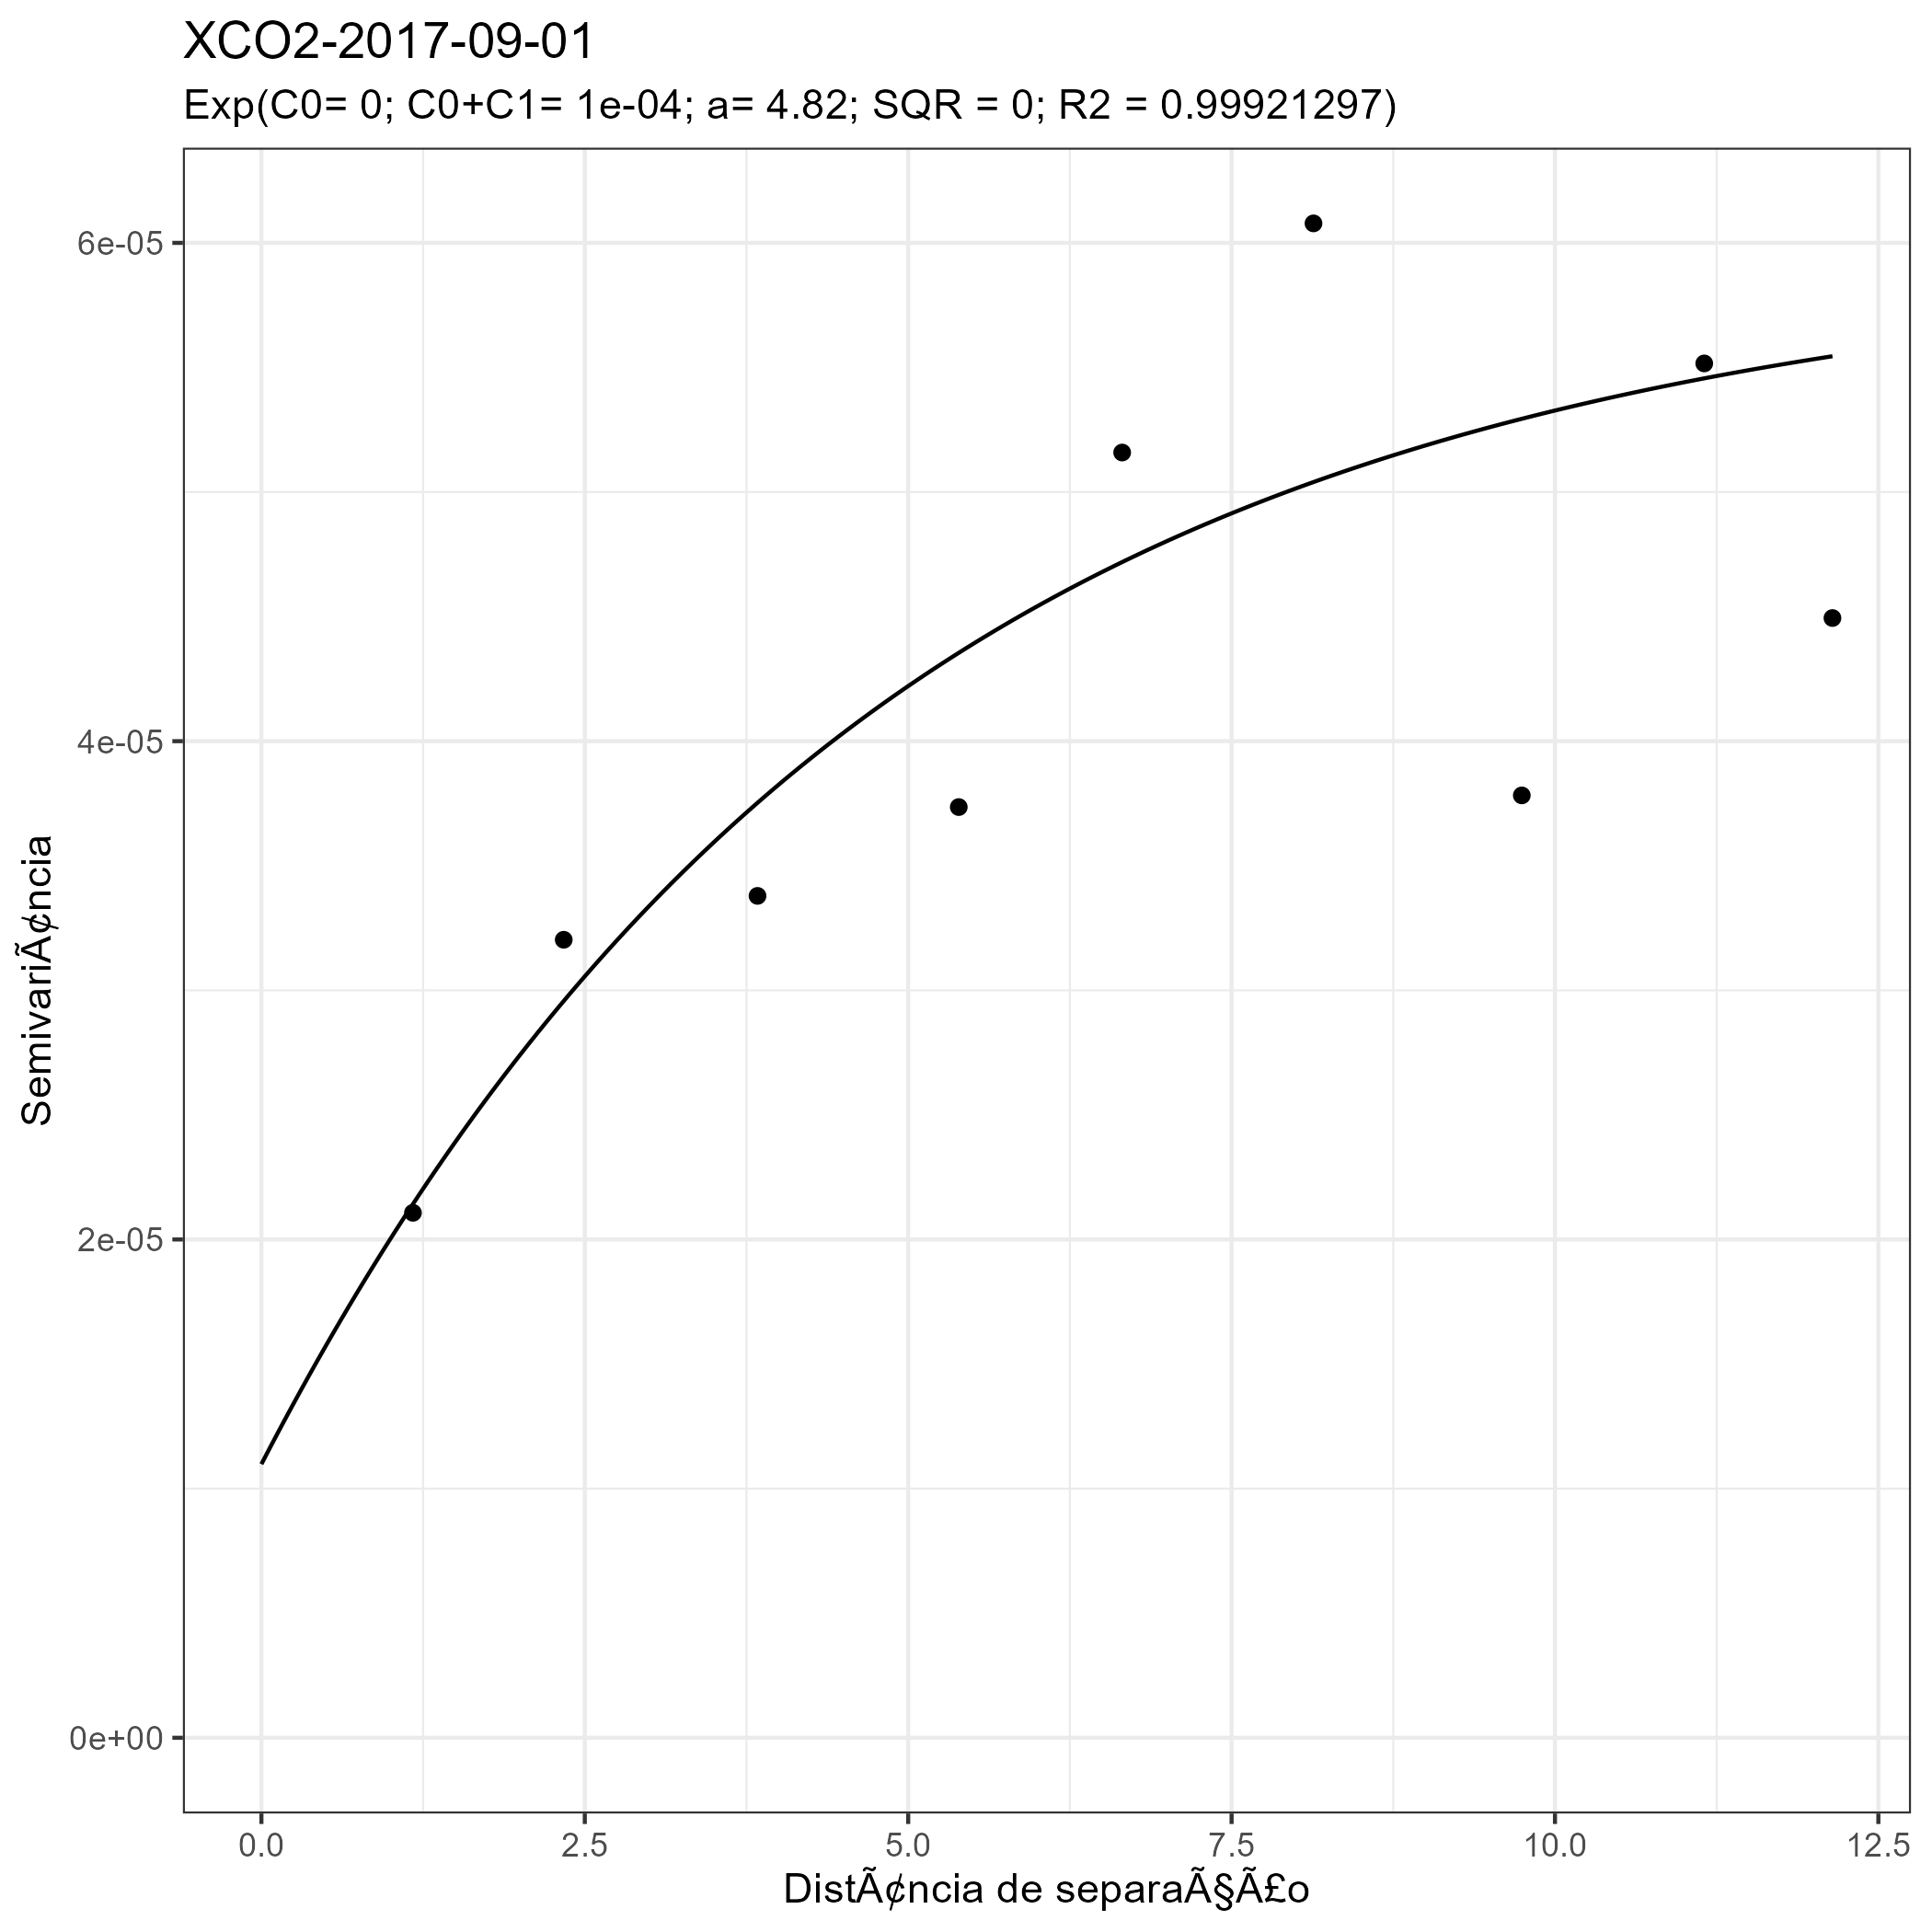 XCO2-2017-09-01
Exp(C0= 0; C0+C1= 1e-04; a= 4.82; SQR = 0; R2 = 0.99921297)
6e-05
4e-05
2e-05
0e+00
SemivariÃ¢ncia
0.0 2.5 5.0 7.5 10.0 12.5
DistÃ¢ncia de separaÃ§Ã£o